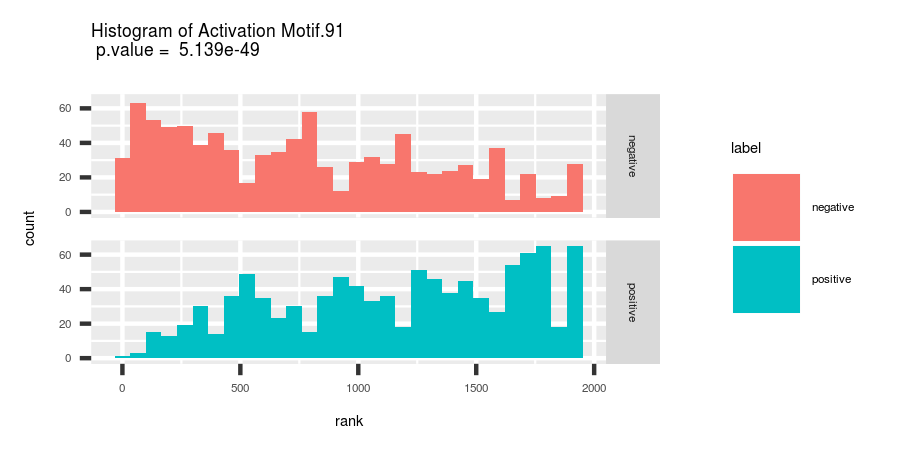 Histogram of Activation Motif.91
p.value =  5.139e-49
60
40
20
0
negative
60
40
20
0
positive
0
500
1000
1500
2000
rank
count
label
negative
positive